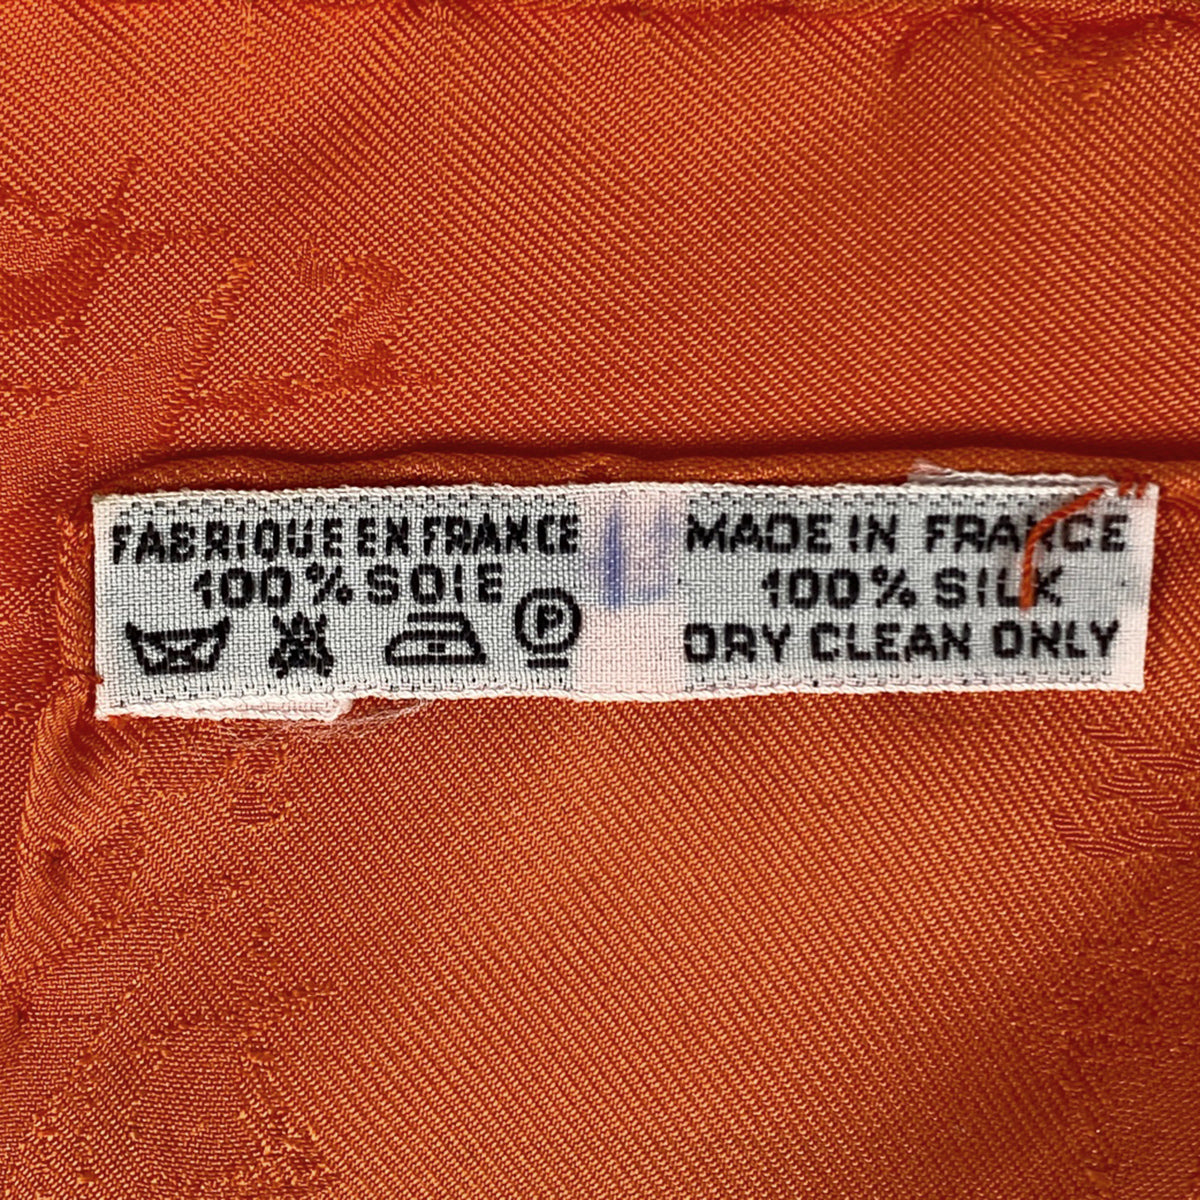 FABRIQUE EN FRANCE
100% SOIE
P
MADE IN FRANCE
100% SILK
DRY CLEAN ONLY